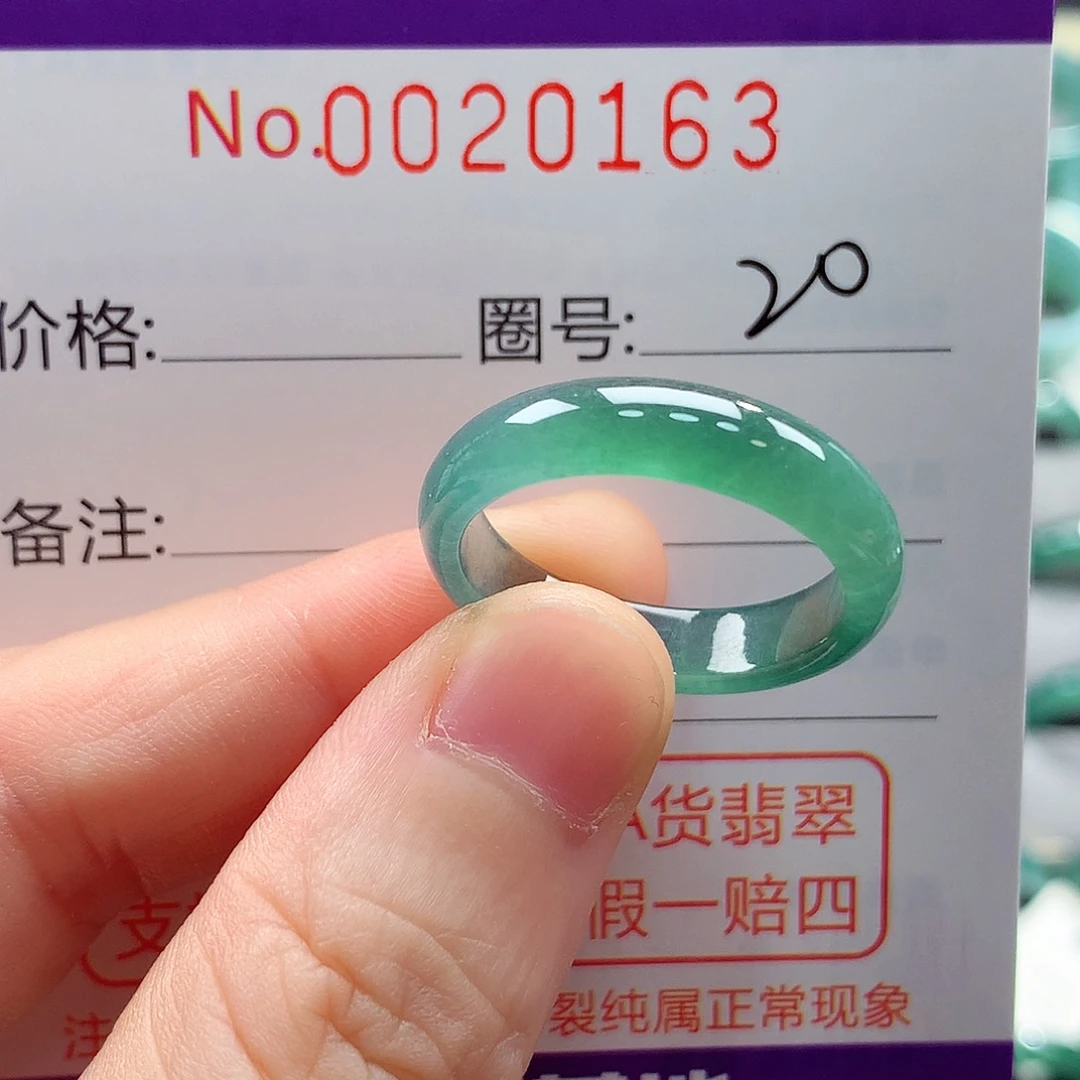 No.0020163
价格: 圈号: 20
备注:
A货翡翠
支 假一赔四
注 裂纯属正常现象